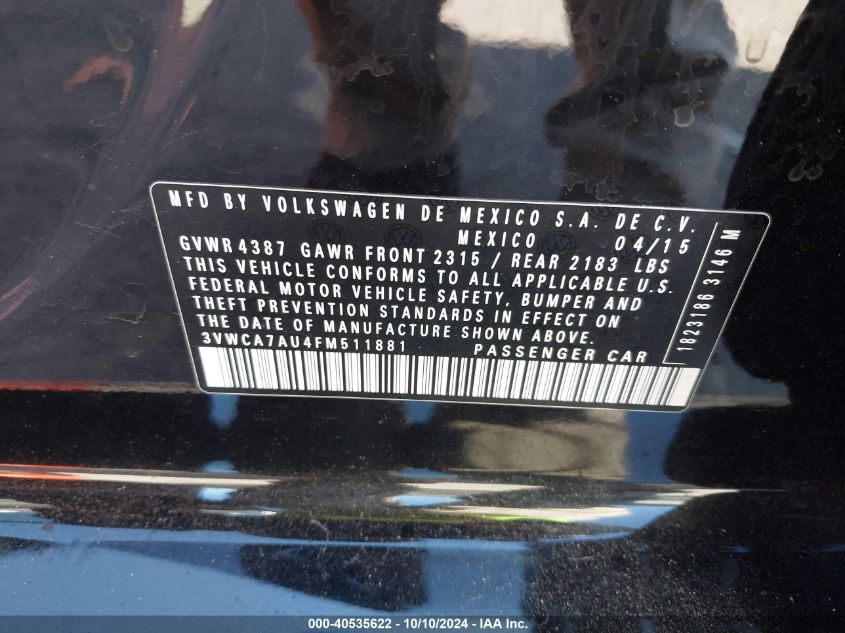 MFD BY VOLKSWAGEN DE MEXICO S.A. DE C.V.
MEXICO 04/15
GVWR 4387 GAWR FRONT 2315 / REAR 2183 LBS
THIS VEHICLE CONFORMS TO ALL APPLICABLE U.S.
FEDERAL MOTOR VEHICLE SAFETY, BUMPER AND
THEFT PREVENTION STANDARDS IN EFFECT ON
THE DATE OF MANUFACTURE SHOWN ABOVE.
3VWCA7AU4FM511881 PASSENGER CAR
1823186 3146 M
000-40535622 - 10/10/2024 - IAA Inc.